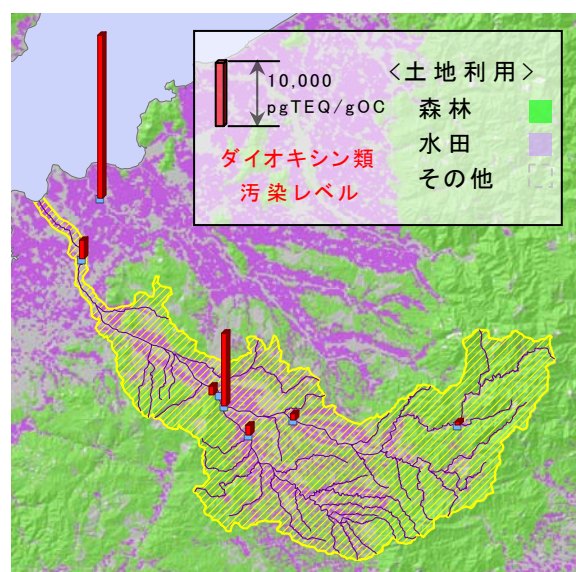 10,000
pgTEQ/gOC
ダイオキシン類
汚染レベル
<土地利用>
森林
水田
その他